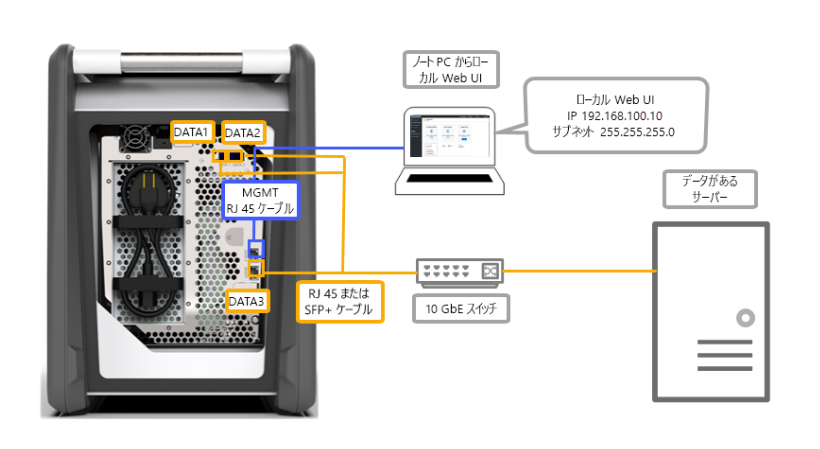 ノート PC からロー
カル Web UI
ローカル Web UI
IP 192.168.100.10
サブネット 255.255.255.0
DATA1
DATA2
データがある
サーバー
MGMT
RJ 45 ケーブル
DATA3
RJ 45 または
SFP+ ケーブル
10 GbE スイッチ